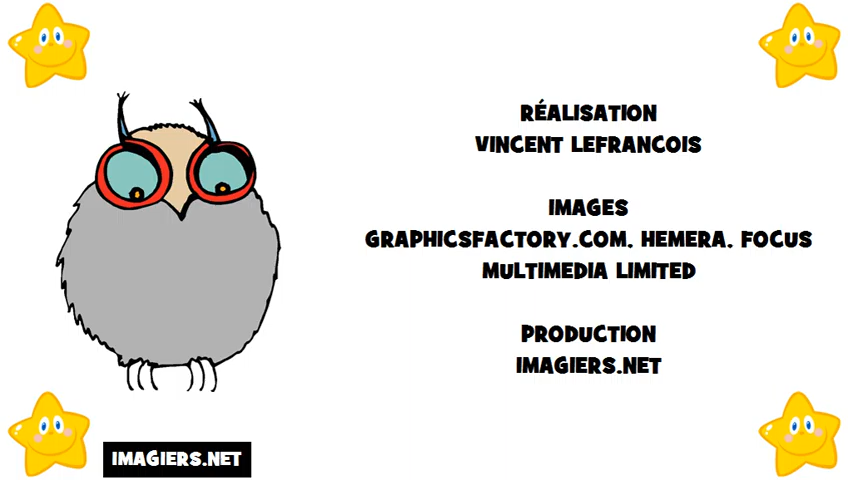 RÉALISATION
VINCENT LEFRANCOIS
IMAGES
GRAPHICSFACTORY.COM, HEMERA, FOCUS
MULTIMEDIA LIMITED
PRODUCTION
IMAGIERS.NET
IMAGIERS.NET